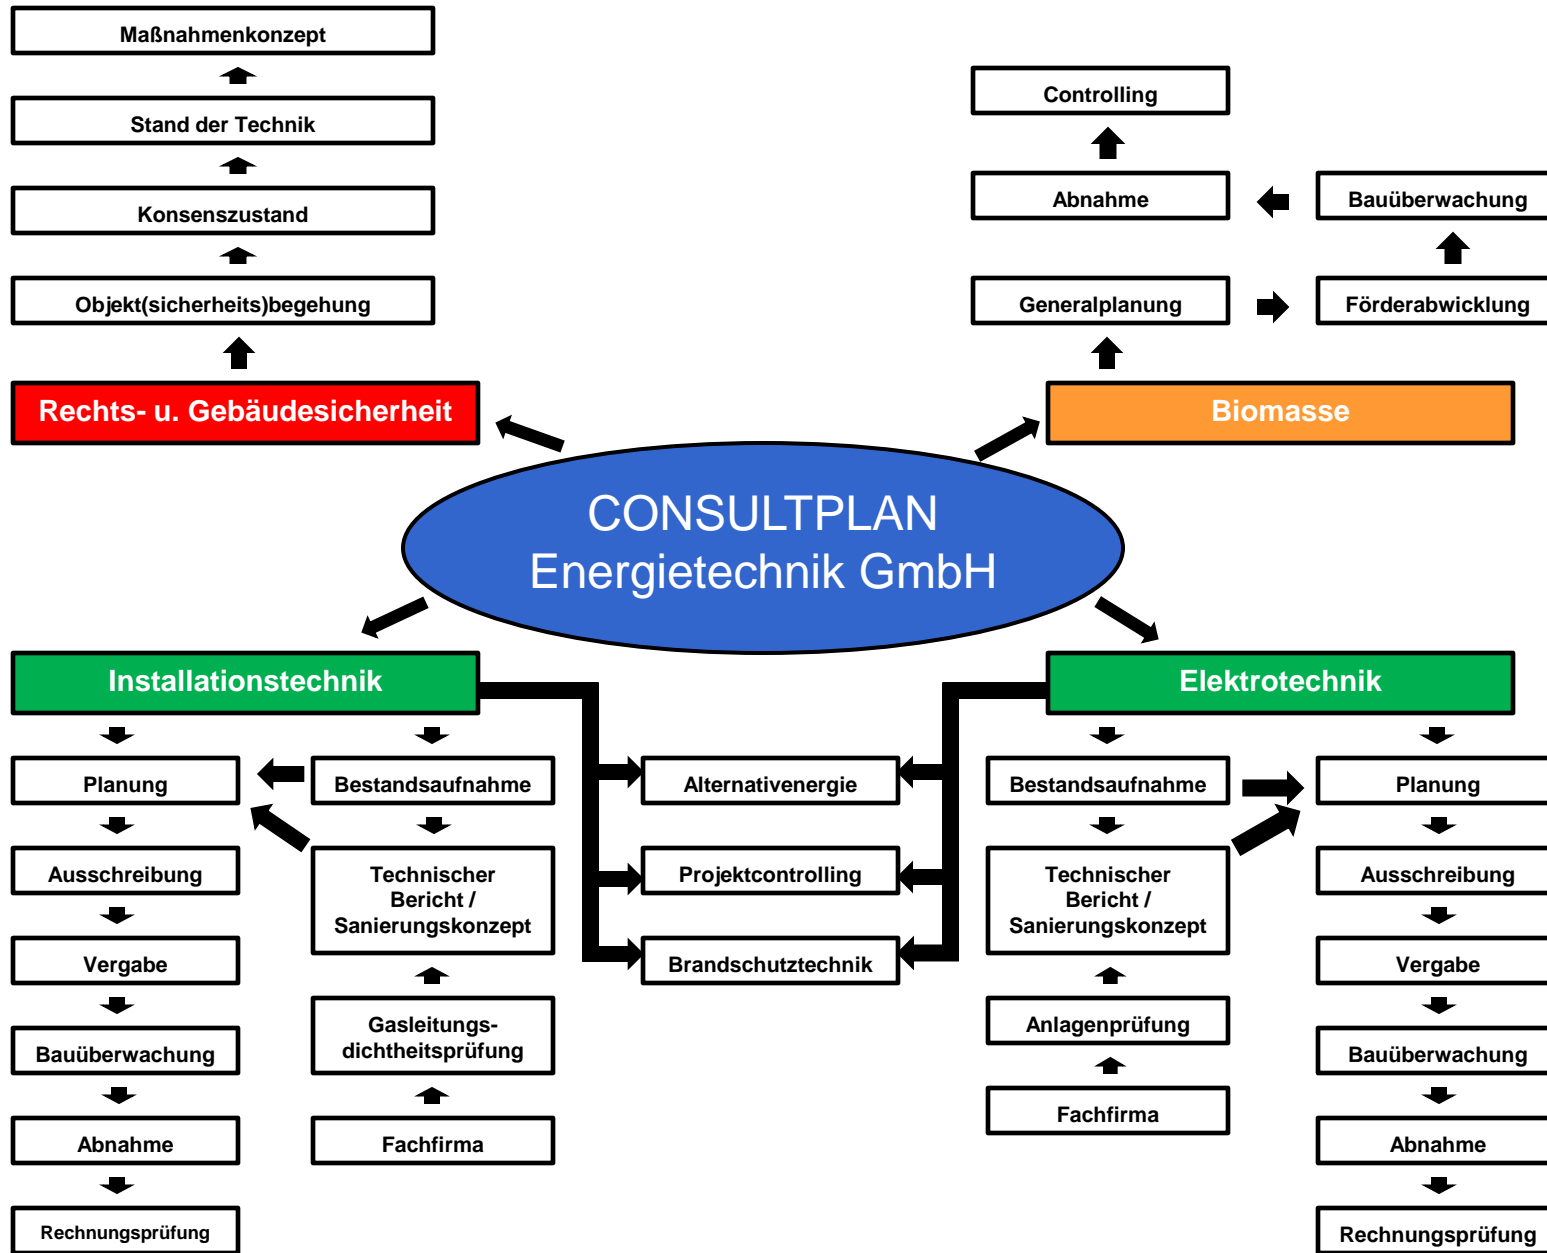 Maßnahmenkonzept
Stand der Technik
Konsenszustand
Objekt(sicherheits)begehung
Rechts- u. Gebäudesicherheit
Controlling
Abnahme
Bauüberwachung
Generalplanung
Förderabwicklung
Biomasse
CONSULTPLAN
Energietechnik GmbH
Installationstechnik
Planung
Ausschreibung
Vergabe
Bauüberwachung
Abnahme
Rechnungsprüfung
Bestandsaufnahme
Technischer
Bericht /
Sanierungskonzept
Gasleitungs-
dichtheitsprüfung
Fachfirma
Alternativenergie
Projektcontrolling
Brandschutztechnik
Elektrotechnik
Bestandsaufnahme
Technischer
Bericht /
Sanierungskonzept
Anlagenprüfung
Fachfirma
Planung
Ausschreibung
Vergabe
Bauüberwachung
Abnahme
Rechnungsprüfung